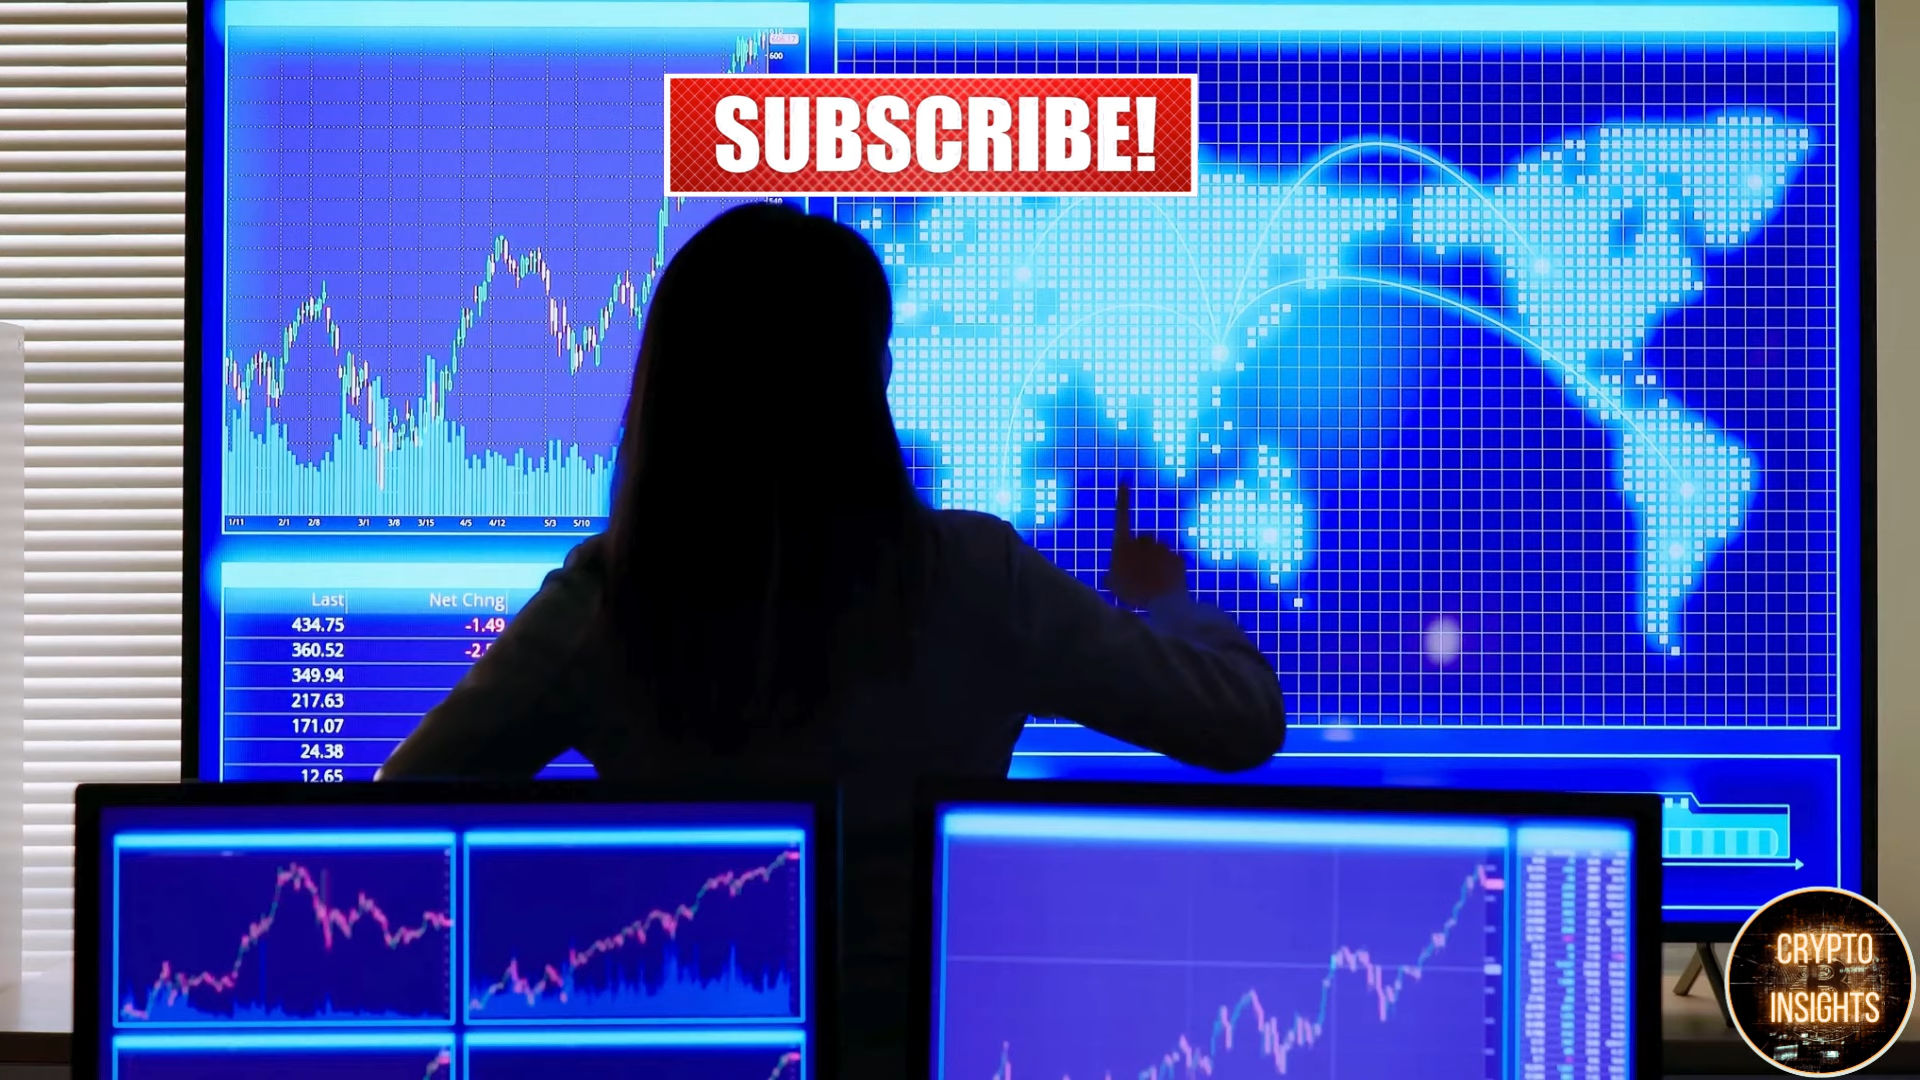 600
SUBSCRIBE!
540
1/11 2/1 2/8 3/1 3/8 3/15 4/5 4/12 5/3 5/10
Last Net Chng
434.75 -1.49
360.52
349.94
217.63
171.07
24.38
12.65
CRYPTO
INSIGHTS